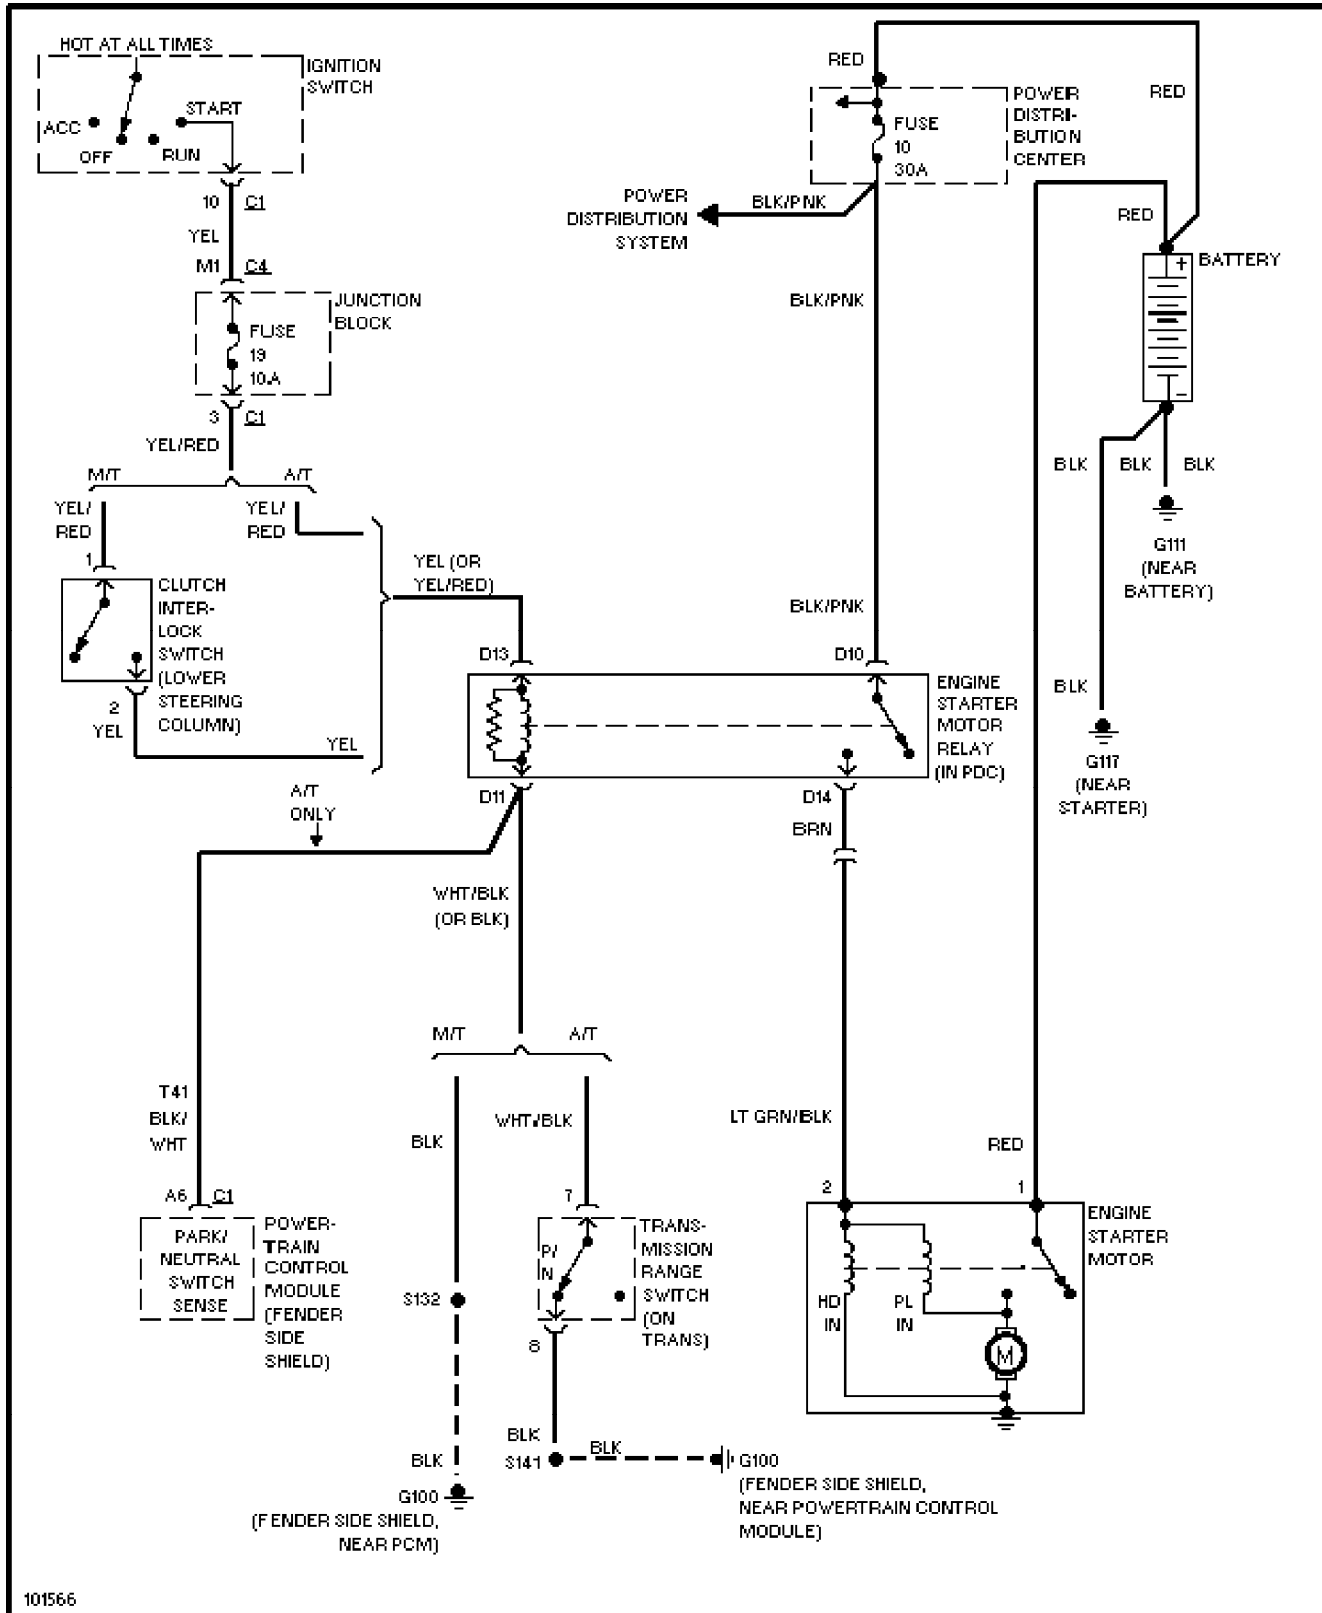 HOT AT ALL TIMES
IGNITION
SWITCH
START
ACC
OFF
RUN
10 C1
YEL
M1 C4
JUNCTION
BLOCK
FUSE
19
10A
3 C1
YEL/RED
M/T
A/T
YEL/
RED
YEL/
RED
1
CLUTCH
INTER-
LOCK
SWITCH
(LOWER
STEERING
COLUMN)
2
YEL
YEL
YEL (OR
YEL/RED)
RED
RED
POWER
DISTRI-
BUTION
CENTER
FUSE
10
30A
POWER
DISTRIBUTION
SYSTEM
BLK/PNK
RED
BATTERY
+
−
BLK/PNK
BLK
BLK
BLK
G111
(NEAR
BATTERY)
BLK/PNK
BLK
G117
(NEAR
STARTER)
D13
D10
ENGINE
STARTER
MOTOR
RELAY
(IN PDC)
D11
D14
BRN
A/T
ONLY
WHT/BLK
(OR BLK)
M/T
A/T
T41
BLK/
WHT
BLK
WHT/BLK
LT GRN/BLK
RED
A6 C1
PARK/
NEUTRAL
SWITCH
SENSE
POWER-
TRAIN
CONTROL
MODULE
(FENDER
SIDE
SHIELD)
S132
7
P/
N
TRANS-
MISSION
RANGE
SWITCH
(ON
TRANS)
8
2
1
ENGINE
STARTER
MOTOR
HD
IN
PL
IN
M
BLK
G100
(FENDER SIDE SHIELD,
NEAR PCM)
BLK
S141
BLK
G100
(FENDER SIDE SHIELD,
NEAR POWERTRAIN CONTROL
MODULE)
101566